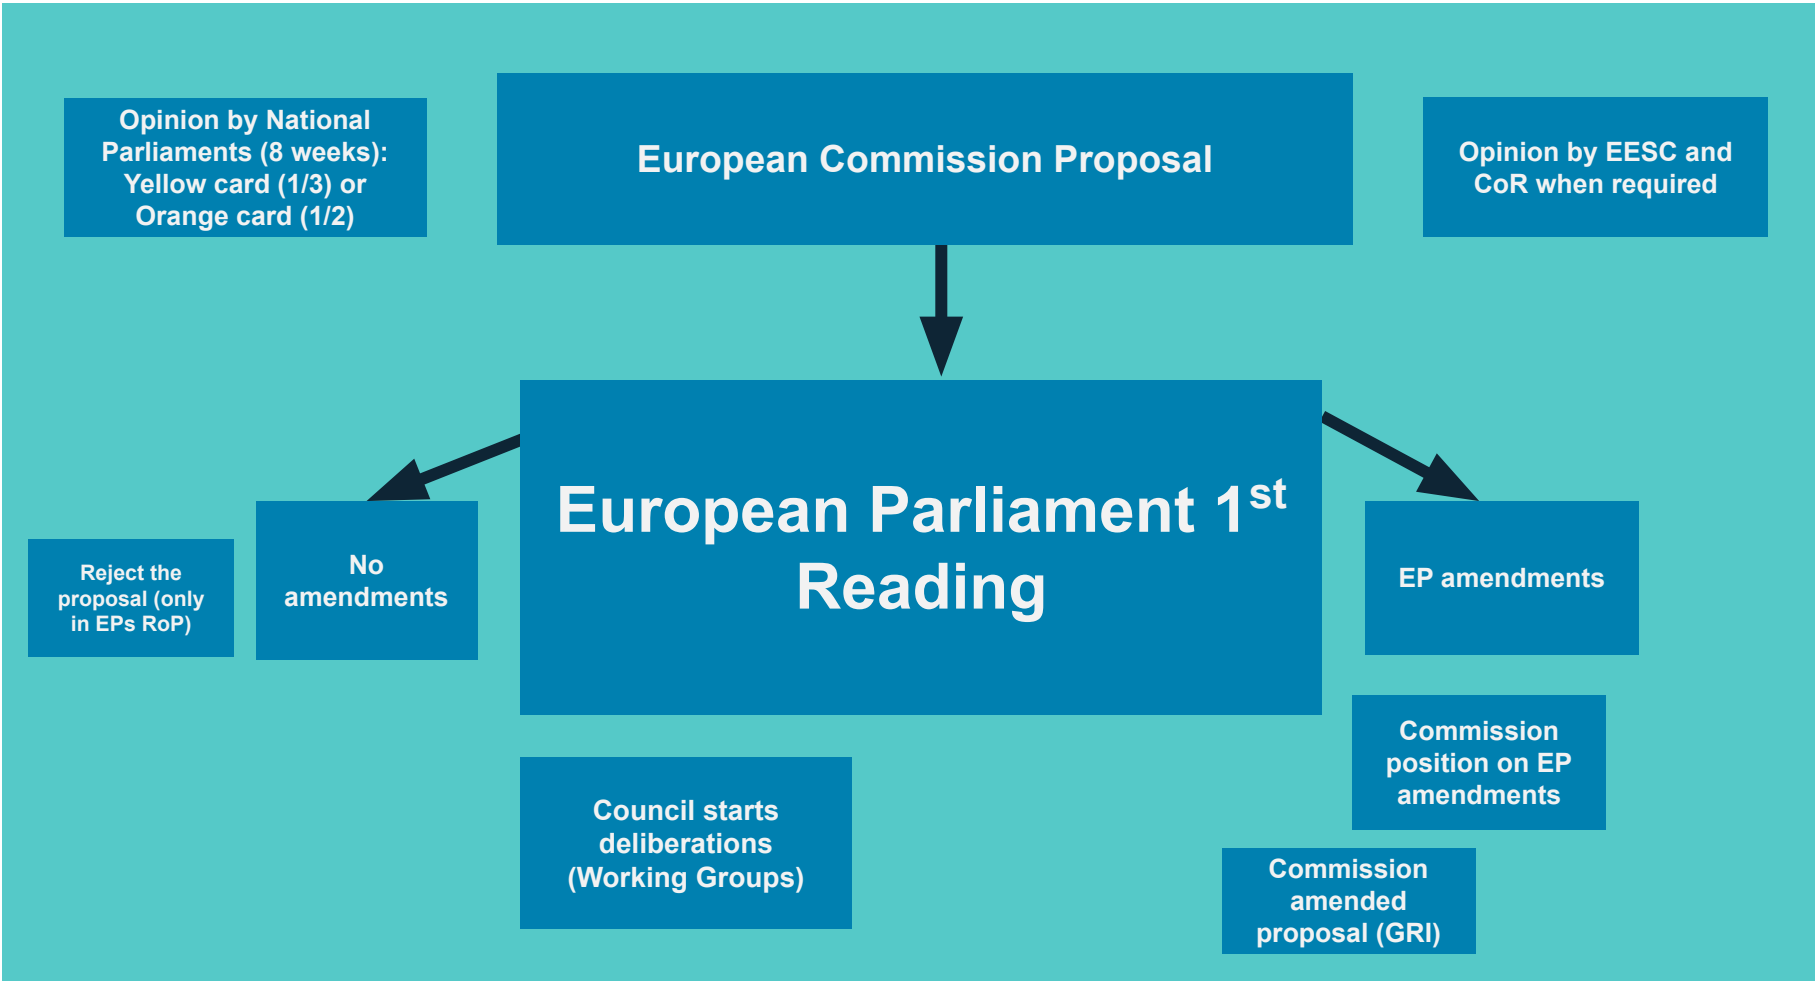 Opinion by National
Parliaments (8 weeks):
Yellow card (1/3) or
Orange card (1/2)
European Commission Proposal
Opinion by EESC and
CoR when required
European Parliament 1st
Reading
Reject the
proposal (only
in EPs RoP)
No
amendments
EP amendments
Commission
position on EP
amendments
Council starts
deliberations
(Working Groups)
Commission
amended
proposal (GRI)